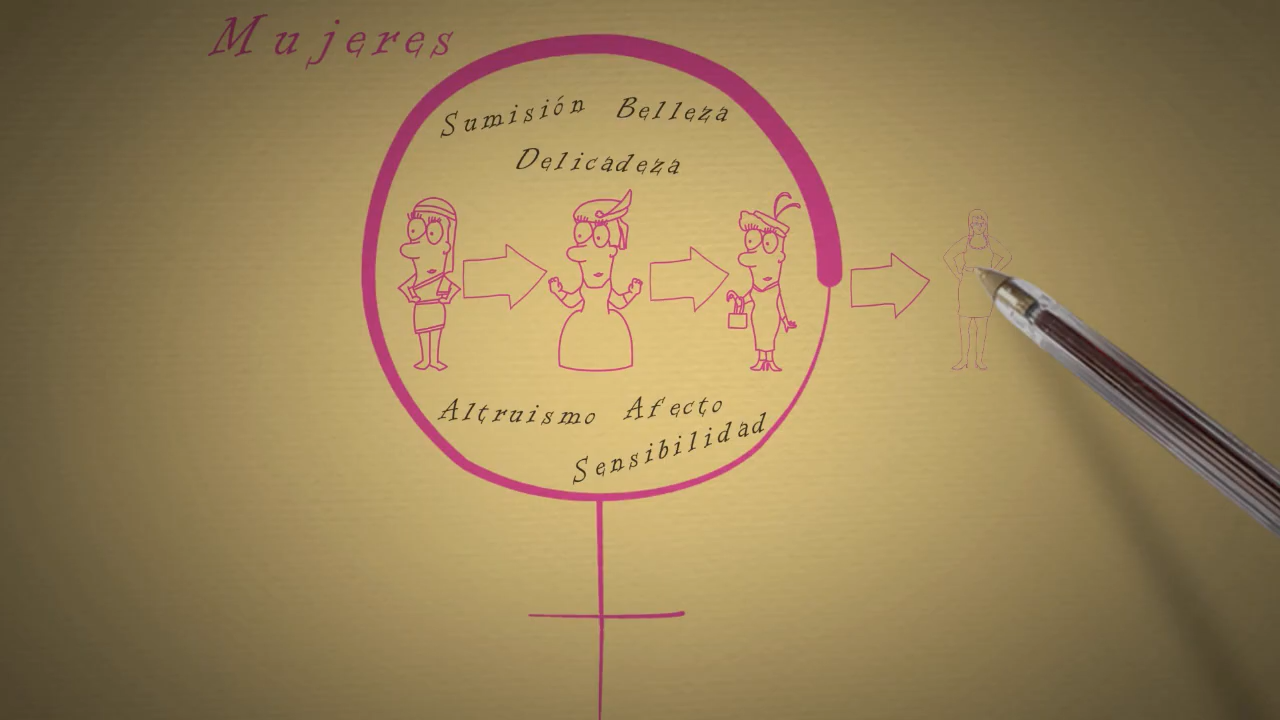 Mujeres
Sumisión Belleza
Delicadeza
Altruismo Afecto
Sensibilidad